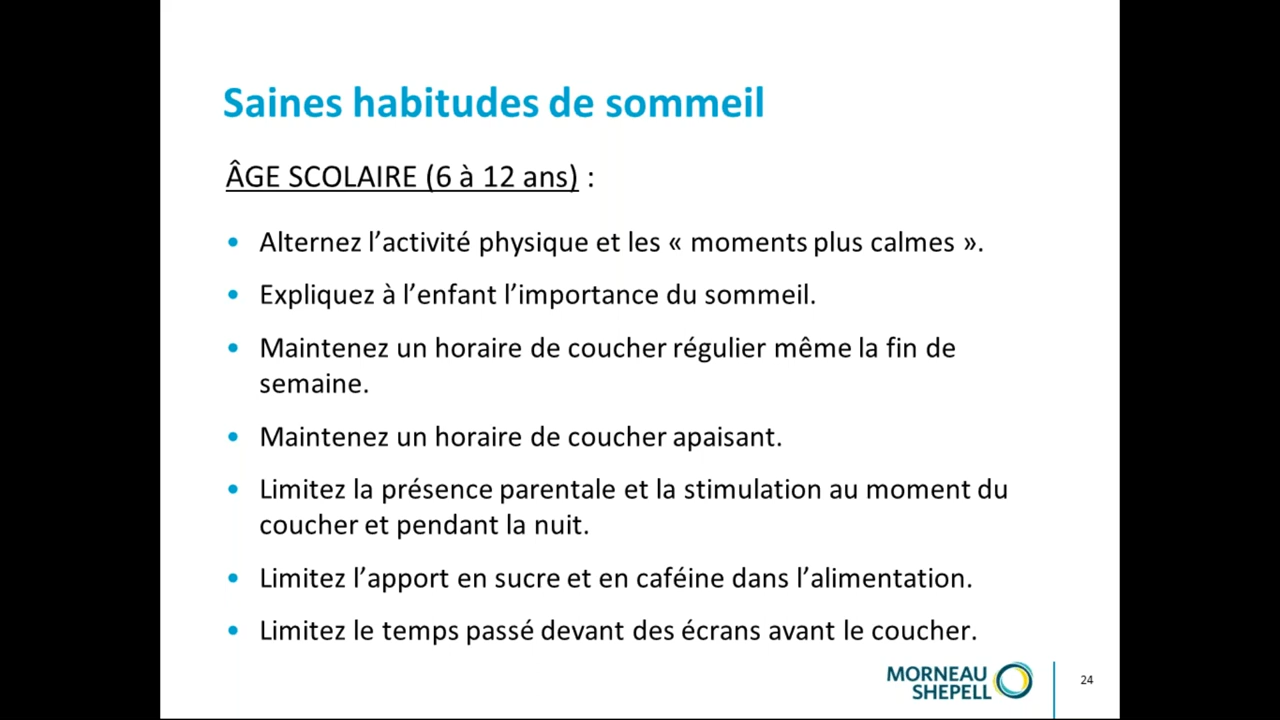 Saines habitudes de sommeil
ÂGE SCOLAIRE (6 à 12 ans) :
• Alternez l’activité physique et les « moments plus calmes ».
• Expliquez à l’enfant l’importance du sommeil.
• Maintenez un horaire de coucher régulier même la fin de
semaine.
• Maintenez un horaire de coucher apaisant.
• Limitez la présence parentale et la stimulation au moment du
coucher et pendant la nuit.
• Limitez l’apport en sucre et en caféine dans l’alimentation.
• Limitez le temps passé devant des écrans avant le coucher.
MORNEAU
SHEPELL
24